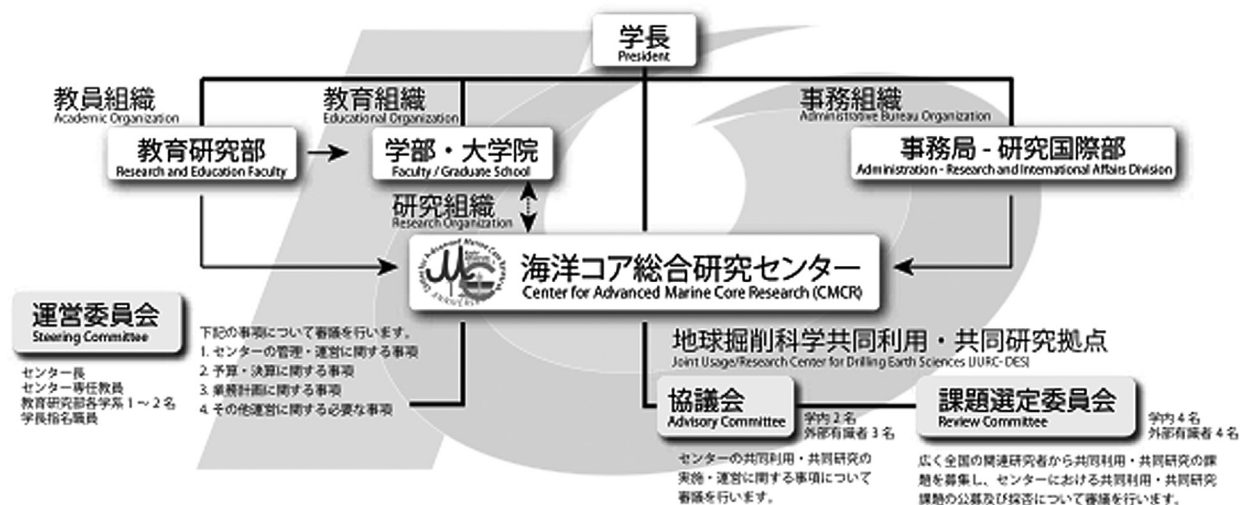 学長
President
教員組織
Academic Organization
教育組織
Educational Organization
事務組織
Administrative Bureau Organization
教育研究部
Research and Education Faculty
学部・大学院
Faculty / Graduate School
事務局 - 研究国際部
Administration - Research and International Affairs Division
研究組織
Research Organization
海洋コア総合研究センター
Center for Advanced Marine Core Research (CMCR)
運営委員会
Steering Committee
センター長
センター専任教員
教育研究部各学系 1 ~ 2 名
学長指名職員
下記の事項について審議を行います。
1. センターの管理・運営に関する事項
2. 予算・決算に関する事項
3. 業務計画に関する事項
4. その他運営に関する必要な事項
地球掘削科学共同利用・共同研究拠点
Joint Usage/Research Center for Drilling Earth Sciences (JURC- DES)
協議会
Advisory Committee
学内 2 名
外部有識者 3 名
センターの共同利用・共同研究の
実施・運営に関する事項について
審議を行います。
課題選定委員会
Review Committee
学内 4 名
外部有識者 4 名
広く全国の関連研究者から共同利用・共同研究の課
題を募集し、センターにおける共同利用・共同研究
課題の公募及び採否について審議を行います。